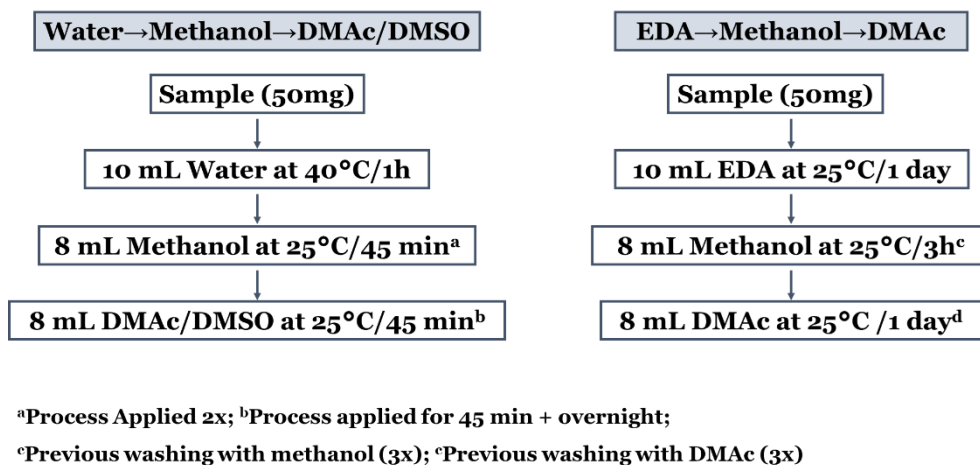 Water→Methanol→DMAc/DMSO
Sample (50mg)
10 mL Water at 40°C/1h
8 mL Methanol at 25°C/45 minᵃ
8 mL DMAc/DMSO at 25°C/45 minᵇ
EDA→Methanol→DMAc
Sample (50mg)
10 mL EDA at 25°C/1 day
8 mL Methanol at 25°C/3hᶜ
8 mL DMAc at 25°C /1 dayᵈ
ᵃProcess Applied 2x; ᵇProcess applied for 45 min + overnight;
ᶜPrevious washing with methanol (3x); ᶜPrevious washing with DMAc (3x)